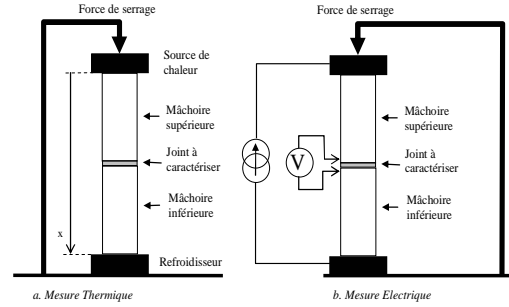 Force de serrage
Source de
chaleur
Mâchoire
supérieure
Joint à
caractériser
Mâchoire
inférieure
x
Refroidisseur
a. Mesure Thermique
Force de serrage
Mâchoire
supérieure
V
Joint à
caractériser
Mâchoire
inférieure
b. Mesure Electrique